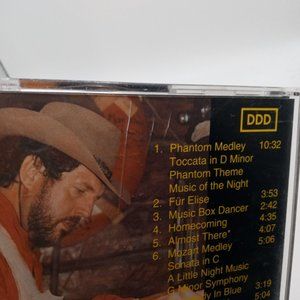 DDD
1. Phantom Medley 10:32
Toccata in D Minor
Phantom Theme
Music of the Night
2. Für Elise 3:53
3. Music Box Dancer 2:42
4. Homecoming 4:35
5. Almost There* 4:07
6. Mozart Medley 5:06
Sonata in C
A Little Night Music
G Minor Symphony 3:19
in Blue 5:04